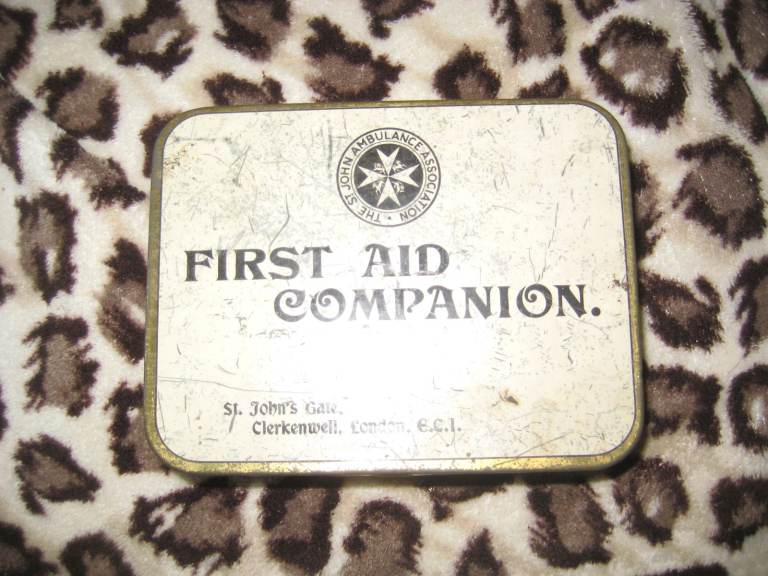 · THE ST JOHN AMBULANCE ASSOCIATION
FIRST AID
COMPANION.
St. John's Gate,
Clerkenwell, London, E.C.1.